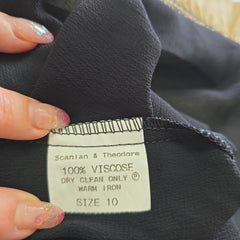 Scanlan & Theodore
100% VISCOSE
DRY CLEAN ONLY Ⓟ
WARM IRON
SIZE 10